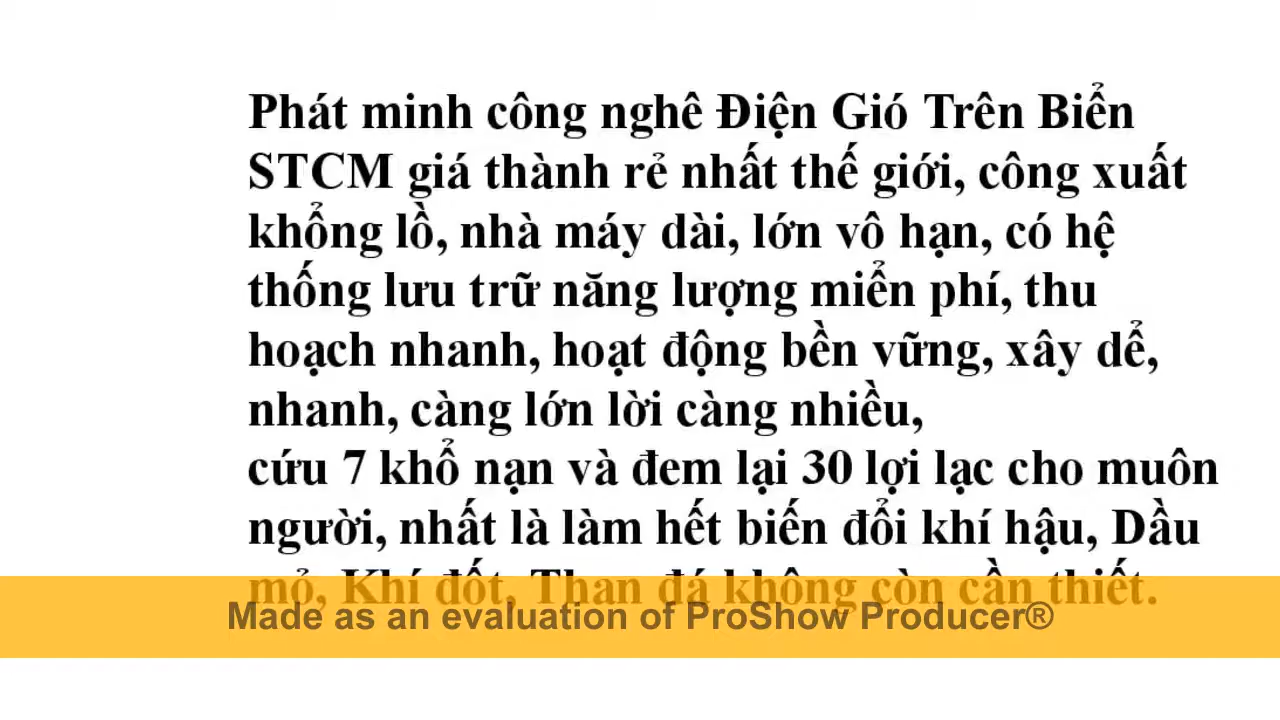 Phát minh công nghê Điện Gió Trên Biển
STCM giá thành rẻ nhất thế giới, công xuất
khổng lồ, nhà máy dài, lớn vô hạn, có hệ
thống lưu trữ năng lượng miển phí, thu
hoạch nhanh, hoạt động bền vững, xây dể,
nhanh, càng lớn lời càng nhiều,
cứu 7 khổ nạn và đem lại 30 lợi lạc cho muôn
người, nhất là làm hết biến đổi khí hậu, Dầu
mỏ, Khí đốt, Than đá không còn cần thiết.
Made as an evaluation of ProShow Producer®